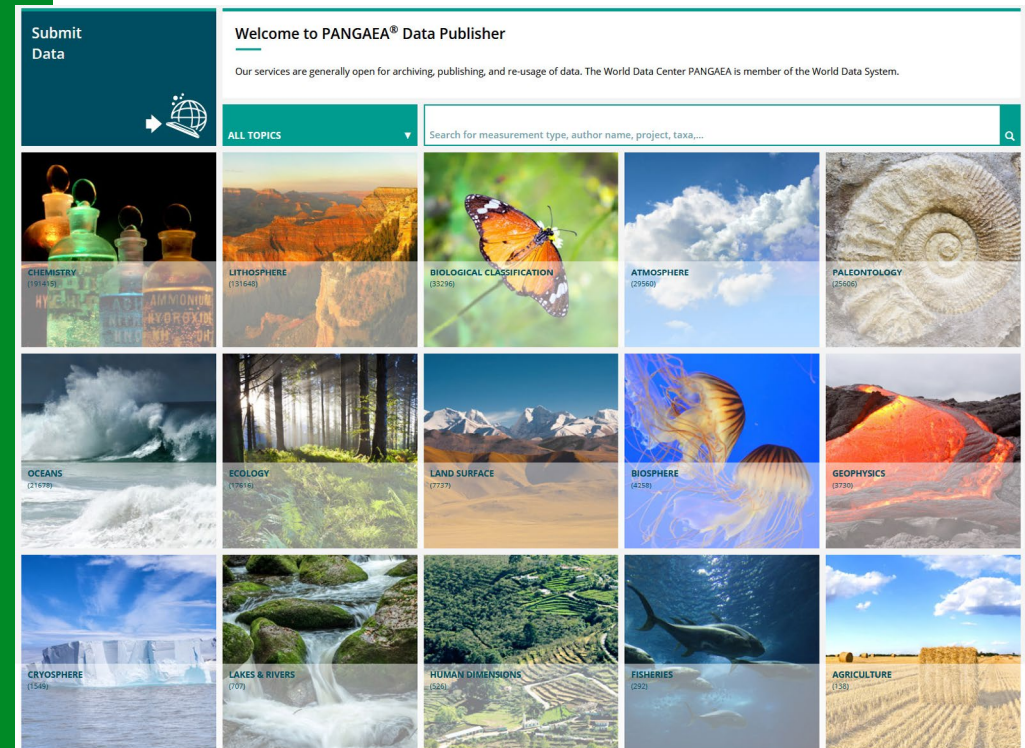 Submit
Data
Welcome to PANGAEA® Data Publisher
Our services are generally open for archiving, publishing, and re-usage of data. The World Data Center PANGAEA is member of the World Data System.
ALL TOPICS ▼
Search for measurement type, author name, project, taxa,...
CHEMISTRY
(191415)
AMMONIUM
HYDROXIDE
LITHOSPHERE
(131648)
BIOLOGICAL CLASSIFICATION
(33296)
ATMOSPHERE
(29560)
PALEONTOLOGY
(25606)
OCEANS
(21678)
ECOLOGY
(17516)
LAND SURFACE
(7737)
BIOSPHERE
(4258)
GEOPHYSICS
(3730)
CRYOSPHERE
(1549)
LAKES & RIVERS
(707)
HUMAN DIMENSIONS
(526)
FISHERIES
(292)
AGRICULTURE
(138)